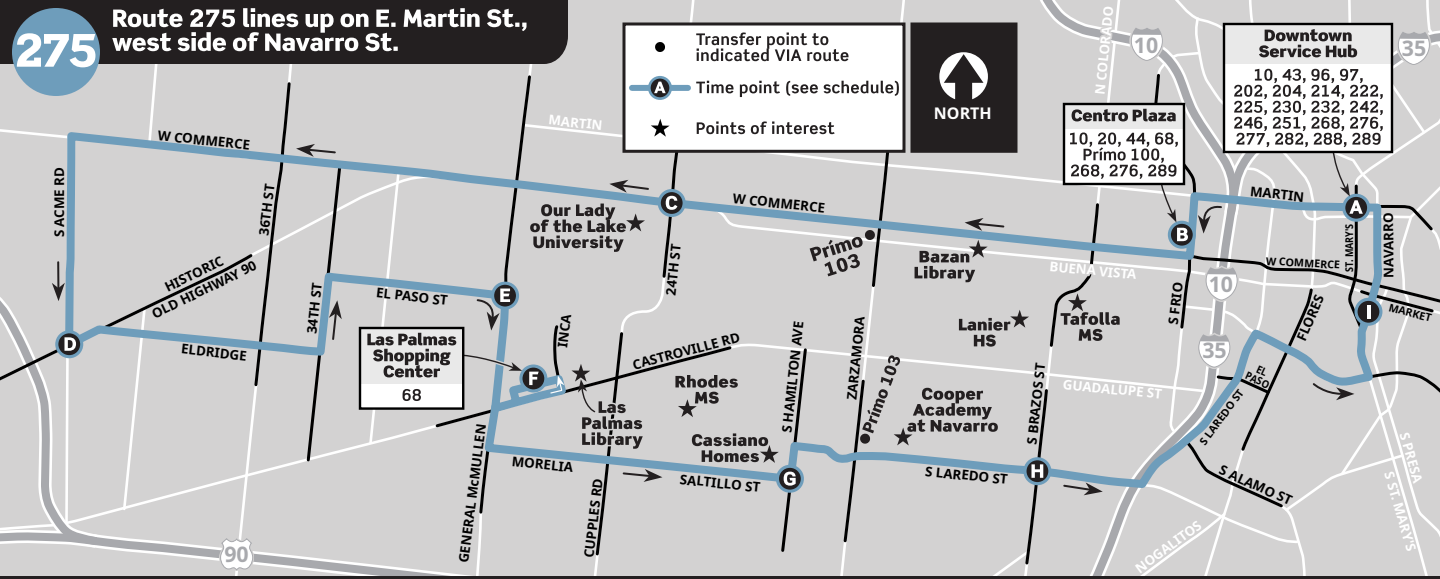 275
Route 275 lines up on E. Martin St.,
west side of Navarro St.
Transfer point to
indicated VIA route
A
Time point (see schedule)
Points of interest
NORTH
N COLORADO
10
35
Downtown
Service Hub
10, 43, 96, 97,
202, 204, 214, 222,
225, 230, 232, 242,
246, 251, 268, 276,
277, 282, 288, 289
Centro Plaza
10, 20, 44, 68,
Prímo 100,
268, 276, 289
MARTIN
W COMMERCE
S ACME RD
36TH ST
HISTORIC
OLD HIGHWAY 90
34TH ST
EL PASO ST
ELDRIDGE
D
E
C
Our Lady
of the Lake
University
24TH ST
W COMMERCE
Prímo
103
Bazan
Library
BUENA VISTA
B
MARTIN
A
ST. MARY'S
NAVARRO
W COMMERCE
MARKET
I
10
35
S FRIO
FLORES
Tafolla
MS
Lanier
HS
Las Palmas
Shopping
Center
68
F
INCA
CASTROVILLE RD
Las
Palmas
Library
Rhodes
MS
Cassiano
Homes
S HAMILTON AVE
ZARZAMORA
Prímo 103
Cooper
Academy
at Navarro
GUADALUPE ST
S BRAZOS ST
EL
PASO
S LAREDO ST
GENERAL McMULLEN
MORELIA
SALTILLO ST
CUPPLES RD
G
S LAREDO ST
H
S ALAMO ST
NOGALITOS
S PRESA
S ST. MARY'S
90